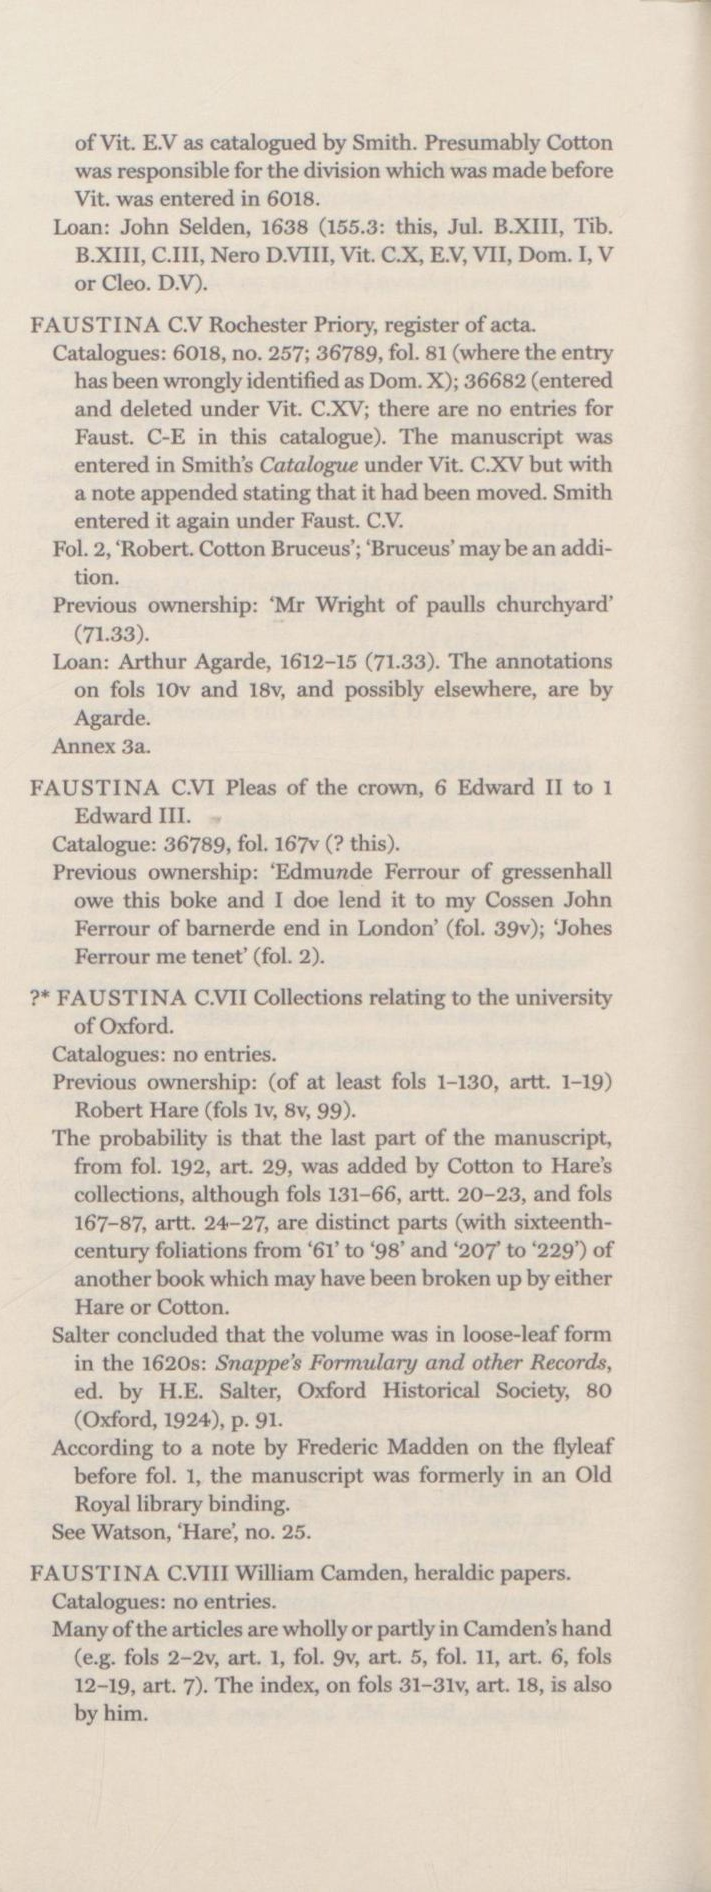 of Vit. E.V as catalogued by Smith. Presumably Cotton
was responsible for the division which was made before
Vit. was entered in 6018.
Loan: John Selden, 1638 (155.3: this, Jul. B.XIII, Tib.
B.XIII, C.III, Nero D.VIII, Vit. C.X, E.V, VII, Dom. I, V
or Cleo. D.V).
FAUSTINA C.V Rochester Priory, register of acta.
Catalogues: 6018, no. 257; 36789, fol. 81 (where the entry
has been wrongly identified as Dom. X); 36682 (entered
and deleted under Vit. C.XV; there are no entries for
Faust. C-E in this catalogue). The manuscript was
entered in Smith's Catalogue under Vit. C.XV but with
a note appended stating that it had been moved. Smith
entered it again under Faust. C.V.
Fol. 2, 'Robert. Cotton Bruceus'; 'Bruceus' may be an addi-
tion.
Previous ownership: 'Mr Wright of paulls churchyard'
(71.33).
Loan: Arthur Agarde, 1612–15 (71.33). The annotations
on fols 10v and 18v, and possibly elsewhere, are by
Agarde.
Annex 3a.
FAUSTINA C.VI Pleas of the crown, 6 Edward II to 1
Edward III.
Catalogue: 36789, fol. 167v (? this).
Previous ownership: 'Edmunde Ferrour of gressenhall
owe this boke and I doe lend it to my Cossen John
Ferrour of barnerde end in London' (fol. 39v); 'Johes
Ferrour me tenet' (fol. 2).
?* FAUSTINA C.VII Collections relating to the university
of Oxford.
Catalogues: no entries.
Previous ownership: (of at least fols 1–130, artt. 1–19)
Robert Hare (fols 1v, 8v, 99).
The probability is that the last part of the manuscript,
from fol. 192, art. 29, was added by Cotton to Hare's
collections, although fols 131–66, artt. 20–23, and fols
167–87, artt. 24–27, are distinct parts (with sixteenth-
century foliations from '61' to '98' and '207' to '229') of
another book which may have been broken up by either
Hare or Cotton.
Salter concluded that the volume was in loose-leaf form
in the 1620s: Snappe's Formulary and other Records,
ed. by H.E. Salter, Oxford Historical Society, 80
(Oxford, 1924), p. 91.
According to a note by Frederic Madden on the flyleaf
before fol. 1, the manuscript was formerly in an Old
Royal library binding.
See Watson, 'Hare', no. 25.
FAUSTINA C.VIII William Camden, heraldic papers.
Catalogues: no entries.
Many of the articles are wholly or partly in Camden's hand
(e.g. fols 2–2v, art. 1, fol. 9v, art. 5, fol. 11, art. 6, fols
12–19, art. 7). The index, on fols 31–31v, art. 18, is also
by him.